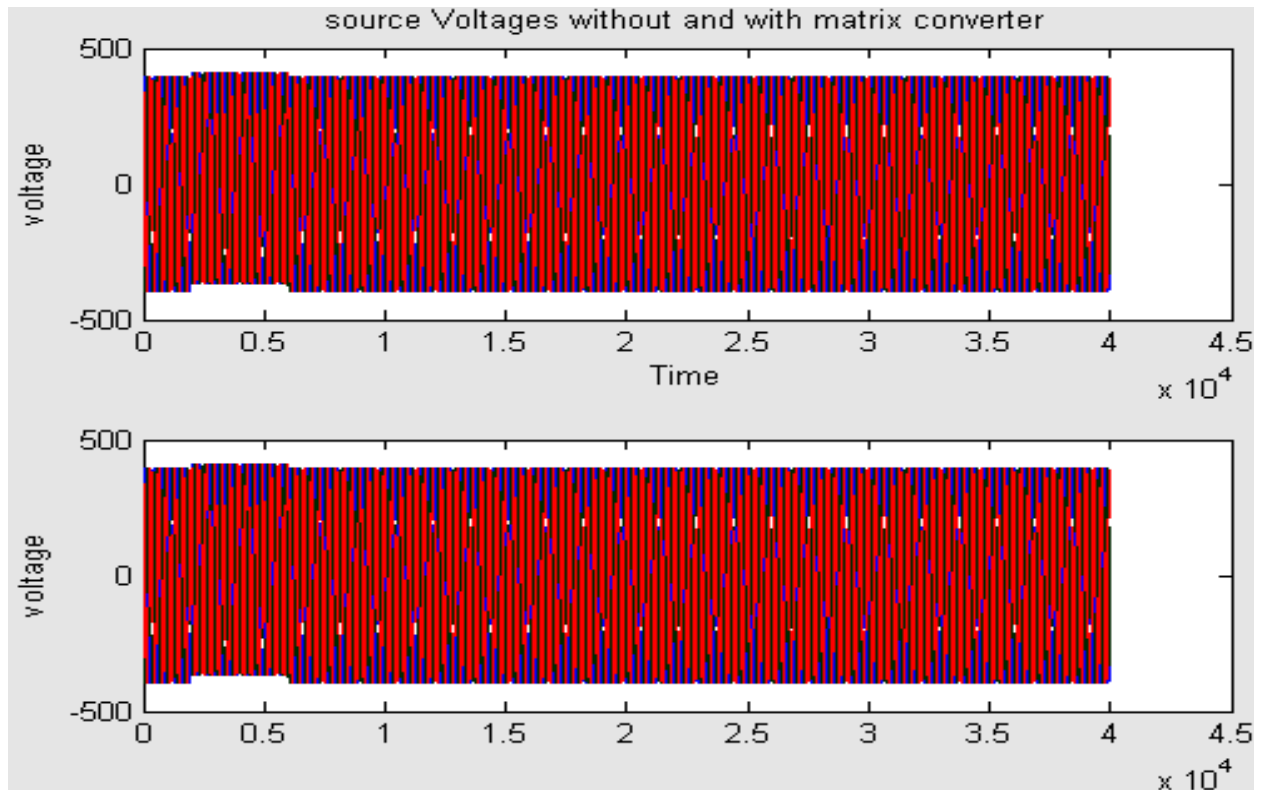 source Voltages without and with matrix converter
500
voltage
0
-500
0 0.5 1 1.5 2 2.5 3 3.5 4 4.5
Time
x 10^4
500
voltage
0
-500
0 0.5 1 1.5 2 2.5 3 3.5 4 4.5
x 10^4